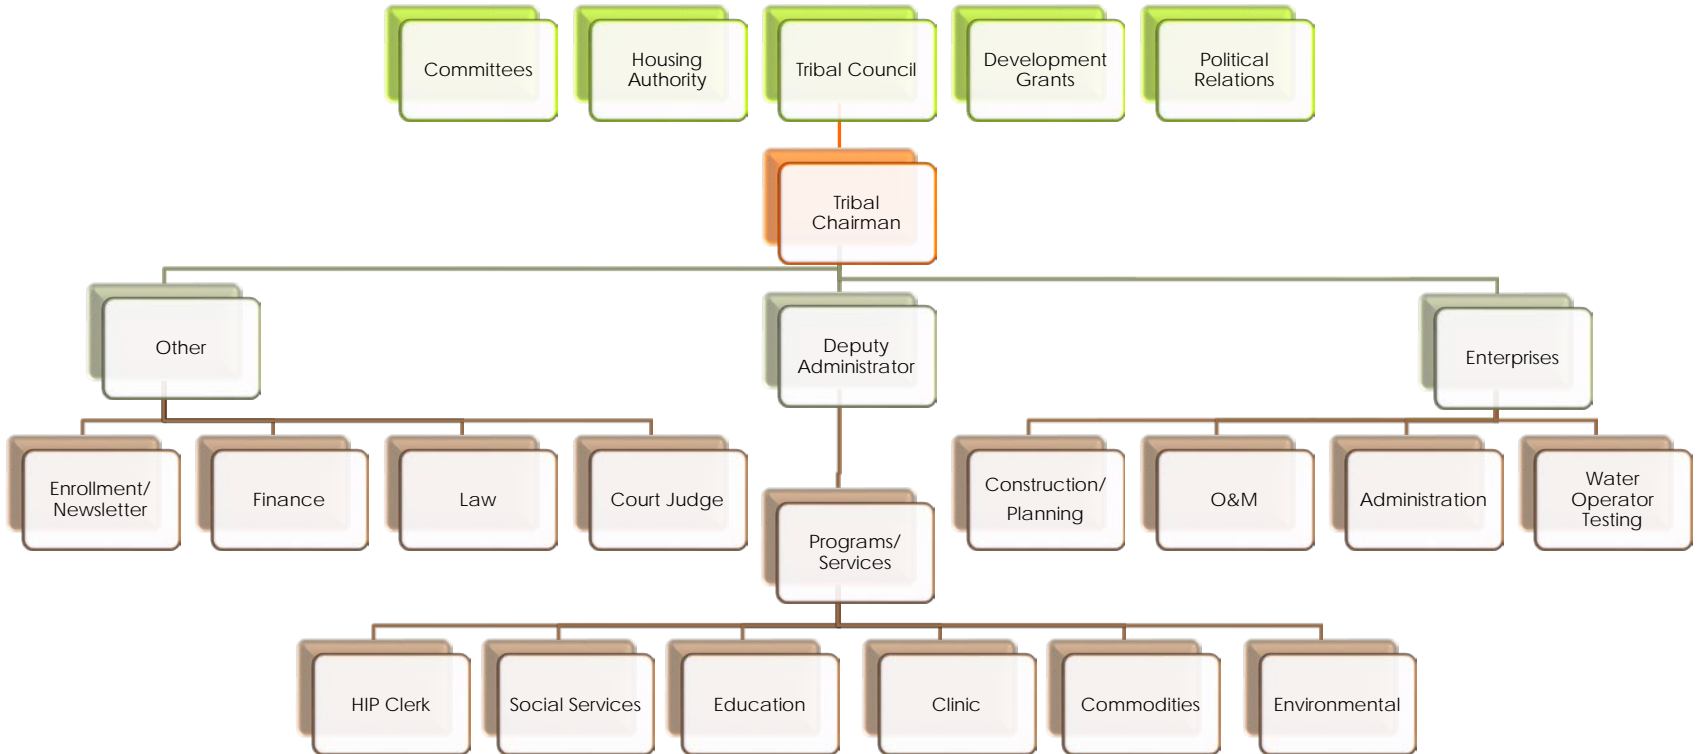 Committees
Housing
Authority
Tribal Council
Development
Grants
Political
Relations
Tribal
Chairman
Other
Deputy
Administrator
Enterprises
Enrollment/
Newsletter
Finance
Law
Court Judge
Construction/
Planning
O&M
Administration
Water
Operator
Testing
Programs/
Services
HIP Clerk
Social Services
Education
Clinic
Commodities
Environmental